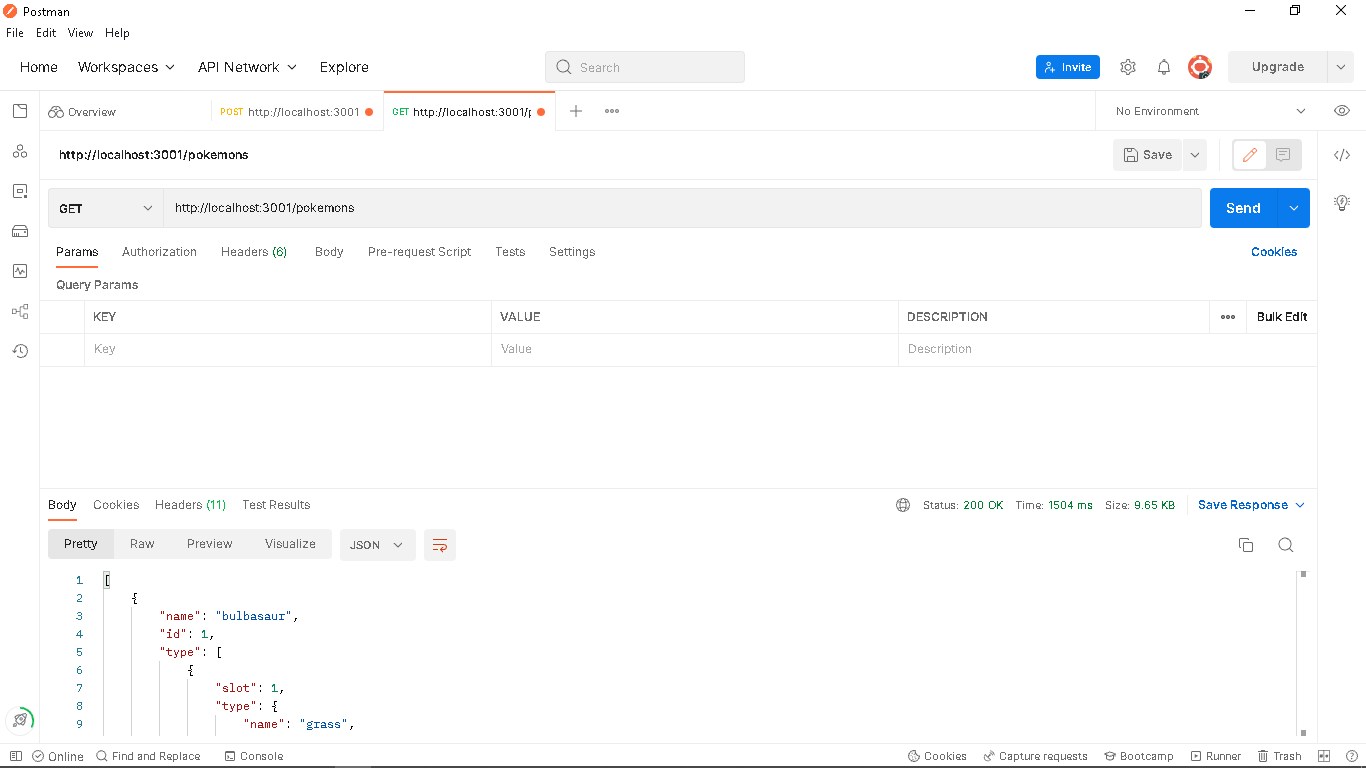 Postman
File Edit View Help
Home Workspaces API Network Explore Search Invite Upgrade
Overview POST http://localhost:3001 GET http://localhost:3001/p No Environment
http://localhost:3001/pokemons Save
GET http://localhost:3001/pokemons Send
Params Authorization Headers (6) Body Pre-request Script Tests Settings Cookies
Query Params
KEY VALUE DESCRIPTION Bulk Edit
Key Value Description
Body Cookies Headers (11) Test Results Status: 200 OK Time: 1504 ms Size: 9.65 KB Save Response
Pretty Raw Preview Visualize JSON
1 [
2 {
3 "name": "bulbasaur",
4 "id": 1,
5 "type": [
6 {
7 "slot": 1,
8 "type": {
9 "name": "grass",
Online Find and Replace Console Cookies Capture requests Bootcamp Runner Trash